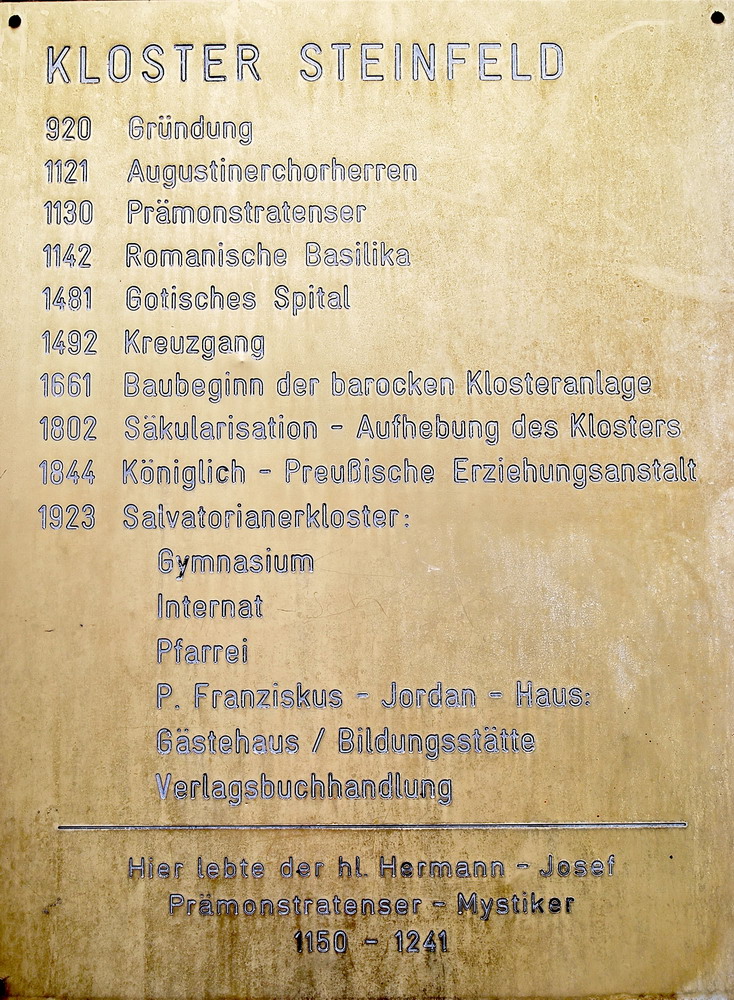 KLOSTER STEINFELD
920 Gründung
1121 Augustinerchorherren
1130 Prämonstratenser
1142 Romanische Basilika
1481 Gotisches Spital
1492 Kreuzgang
1661 Baubeginn der barocken Klosteranlage
1802 Säkularisation - Aufhebung des Klosters
1844 Königlich - Preußische Erziehungsanstalt
1923 Salvatorianerkloster:
Gymnasium
Internat
Pfarrei
P. Franziskus - Jordan - Haus:
Gästehaus / Bildungsstätte
Verlagsbuchhandlung
Hier lebte der hl. Hermann - Josef
Prämonstratenser - Mystiker
1150 - 1241